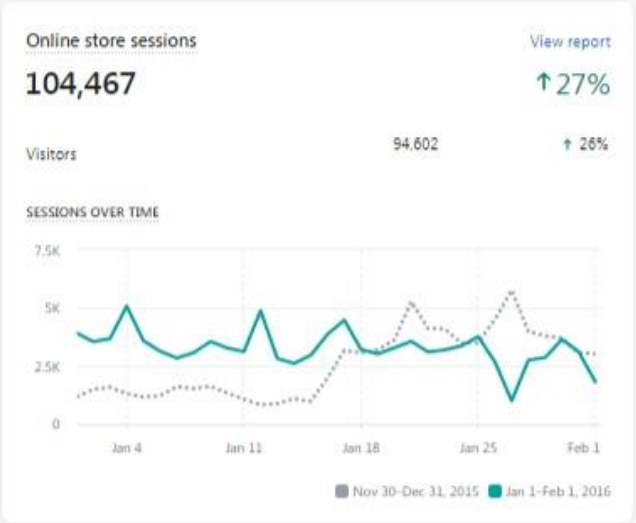 Online store sessions View report
104,467 ↑27%
Visitors 94,602 ↑ 26%
SESSIONS OVER TIME
7.5K
5K
2.5K
0
Jan 4 Jan 11 Jan 18 Jan 25 Feb 1
Nov 30–Dec 31, 2015 Jan 1–Feb 1, 2016